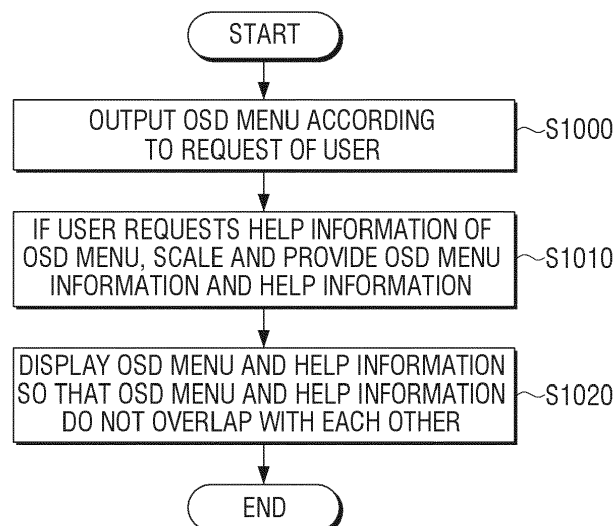 START
OUTPUT OSD MENU ACCORDING
TO REQUEST OF USER
S1000
IF USER REQUESTS HELP INFORMATION OF
OSD MENU, SCALE AND PROVIDE OSD MENU
INFORMATION AND HELP INFORMATION
S1010
DISPLAY OSD MENU AND HELP INFORMATION
SO THAT OSD MENU AND HELP INFORMATION
DO NOT OVERLAP WITH EACH OTHER
S1020
END